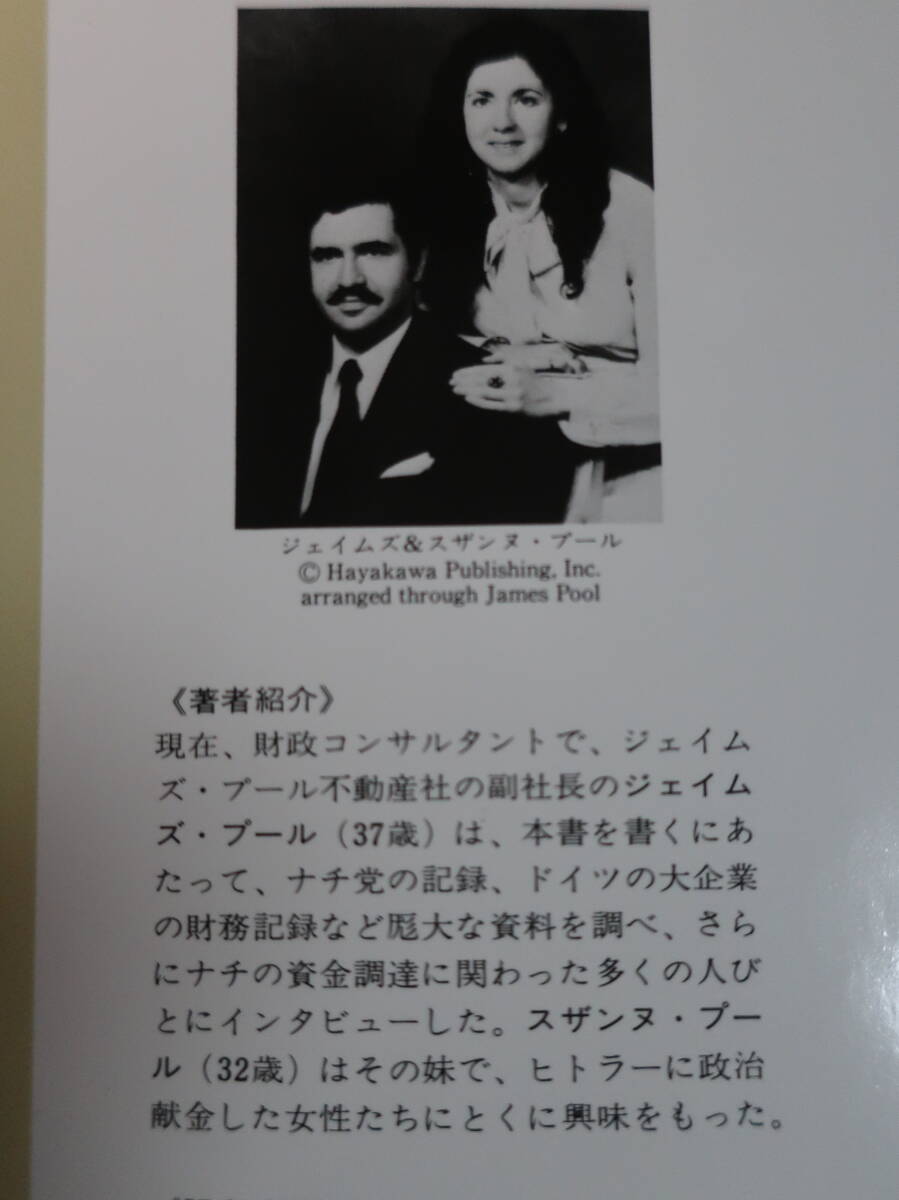 ジェイムズ&スザンヌ・プール
© Hayakawa Publishing, Inc.
arranged through James Pool
《著者紹介》
現在、財政コンサルタントで、ジェイム
ズ・プール不動産社の副社長のジェイム
ズ・プール（37歳）は、本書を書くにあ
たって、ナチ党の記録、ドイツの大企業
の財務記録など厖大な資料を調べ、さら
にナチの資金調達に関わった多くの人び
とにインタビューした。スザンヌ・プー
ル（32歳）はその妹で、ヒトラーに政治
献金した女性たちにとくに興味をもった。